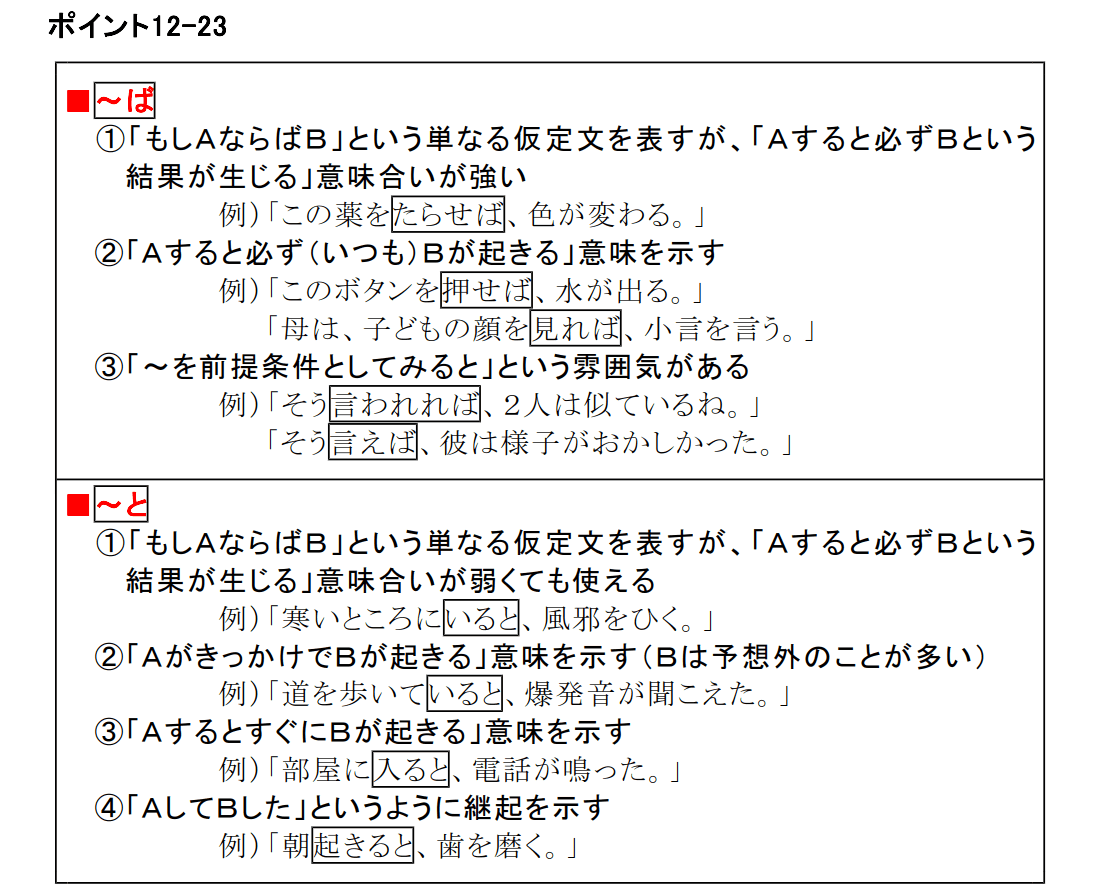 ポイント12-23
■～ば
①「もしAならばB」という単なる仮定文を表すが、「Aすると必ずBという
結果が生じる」意味合いが強い
例）「この薬をたらせば、色が変わる。」
②「Aすると必ず（いつも）Bが起きる」意味を示す
例）「このボタンを押せば、水が出る。」
「母は、子どもの顔を見れば、小言を言う。」
③「～を前提条件としてみると」という雰囲気がある
例）「そう言われれば、２人は似ているね。」
「そう言えば、彼は様子がおかしかった。」
■～と
①「もしAならばB」という単なる仮定文を表すが、「Aすると必ずBという
結果が生じる」意味合いが弱くても使える
例）「寒いところにいると、風邪をひく。」
②「AがきっかけでBが起きる」意味を示す（Bは予想外のことが多い）
例）「道を歩いていると、爆発音が聞こえた。」
③「AするとすぐにBが起きる」意味を示す
例）「部屋に入ると、電話が鳴った。」
④「AしてBした」というように継起を示す
例）「朝起きると、歯を磨く。」